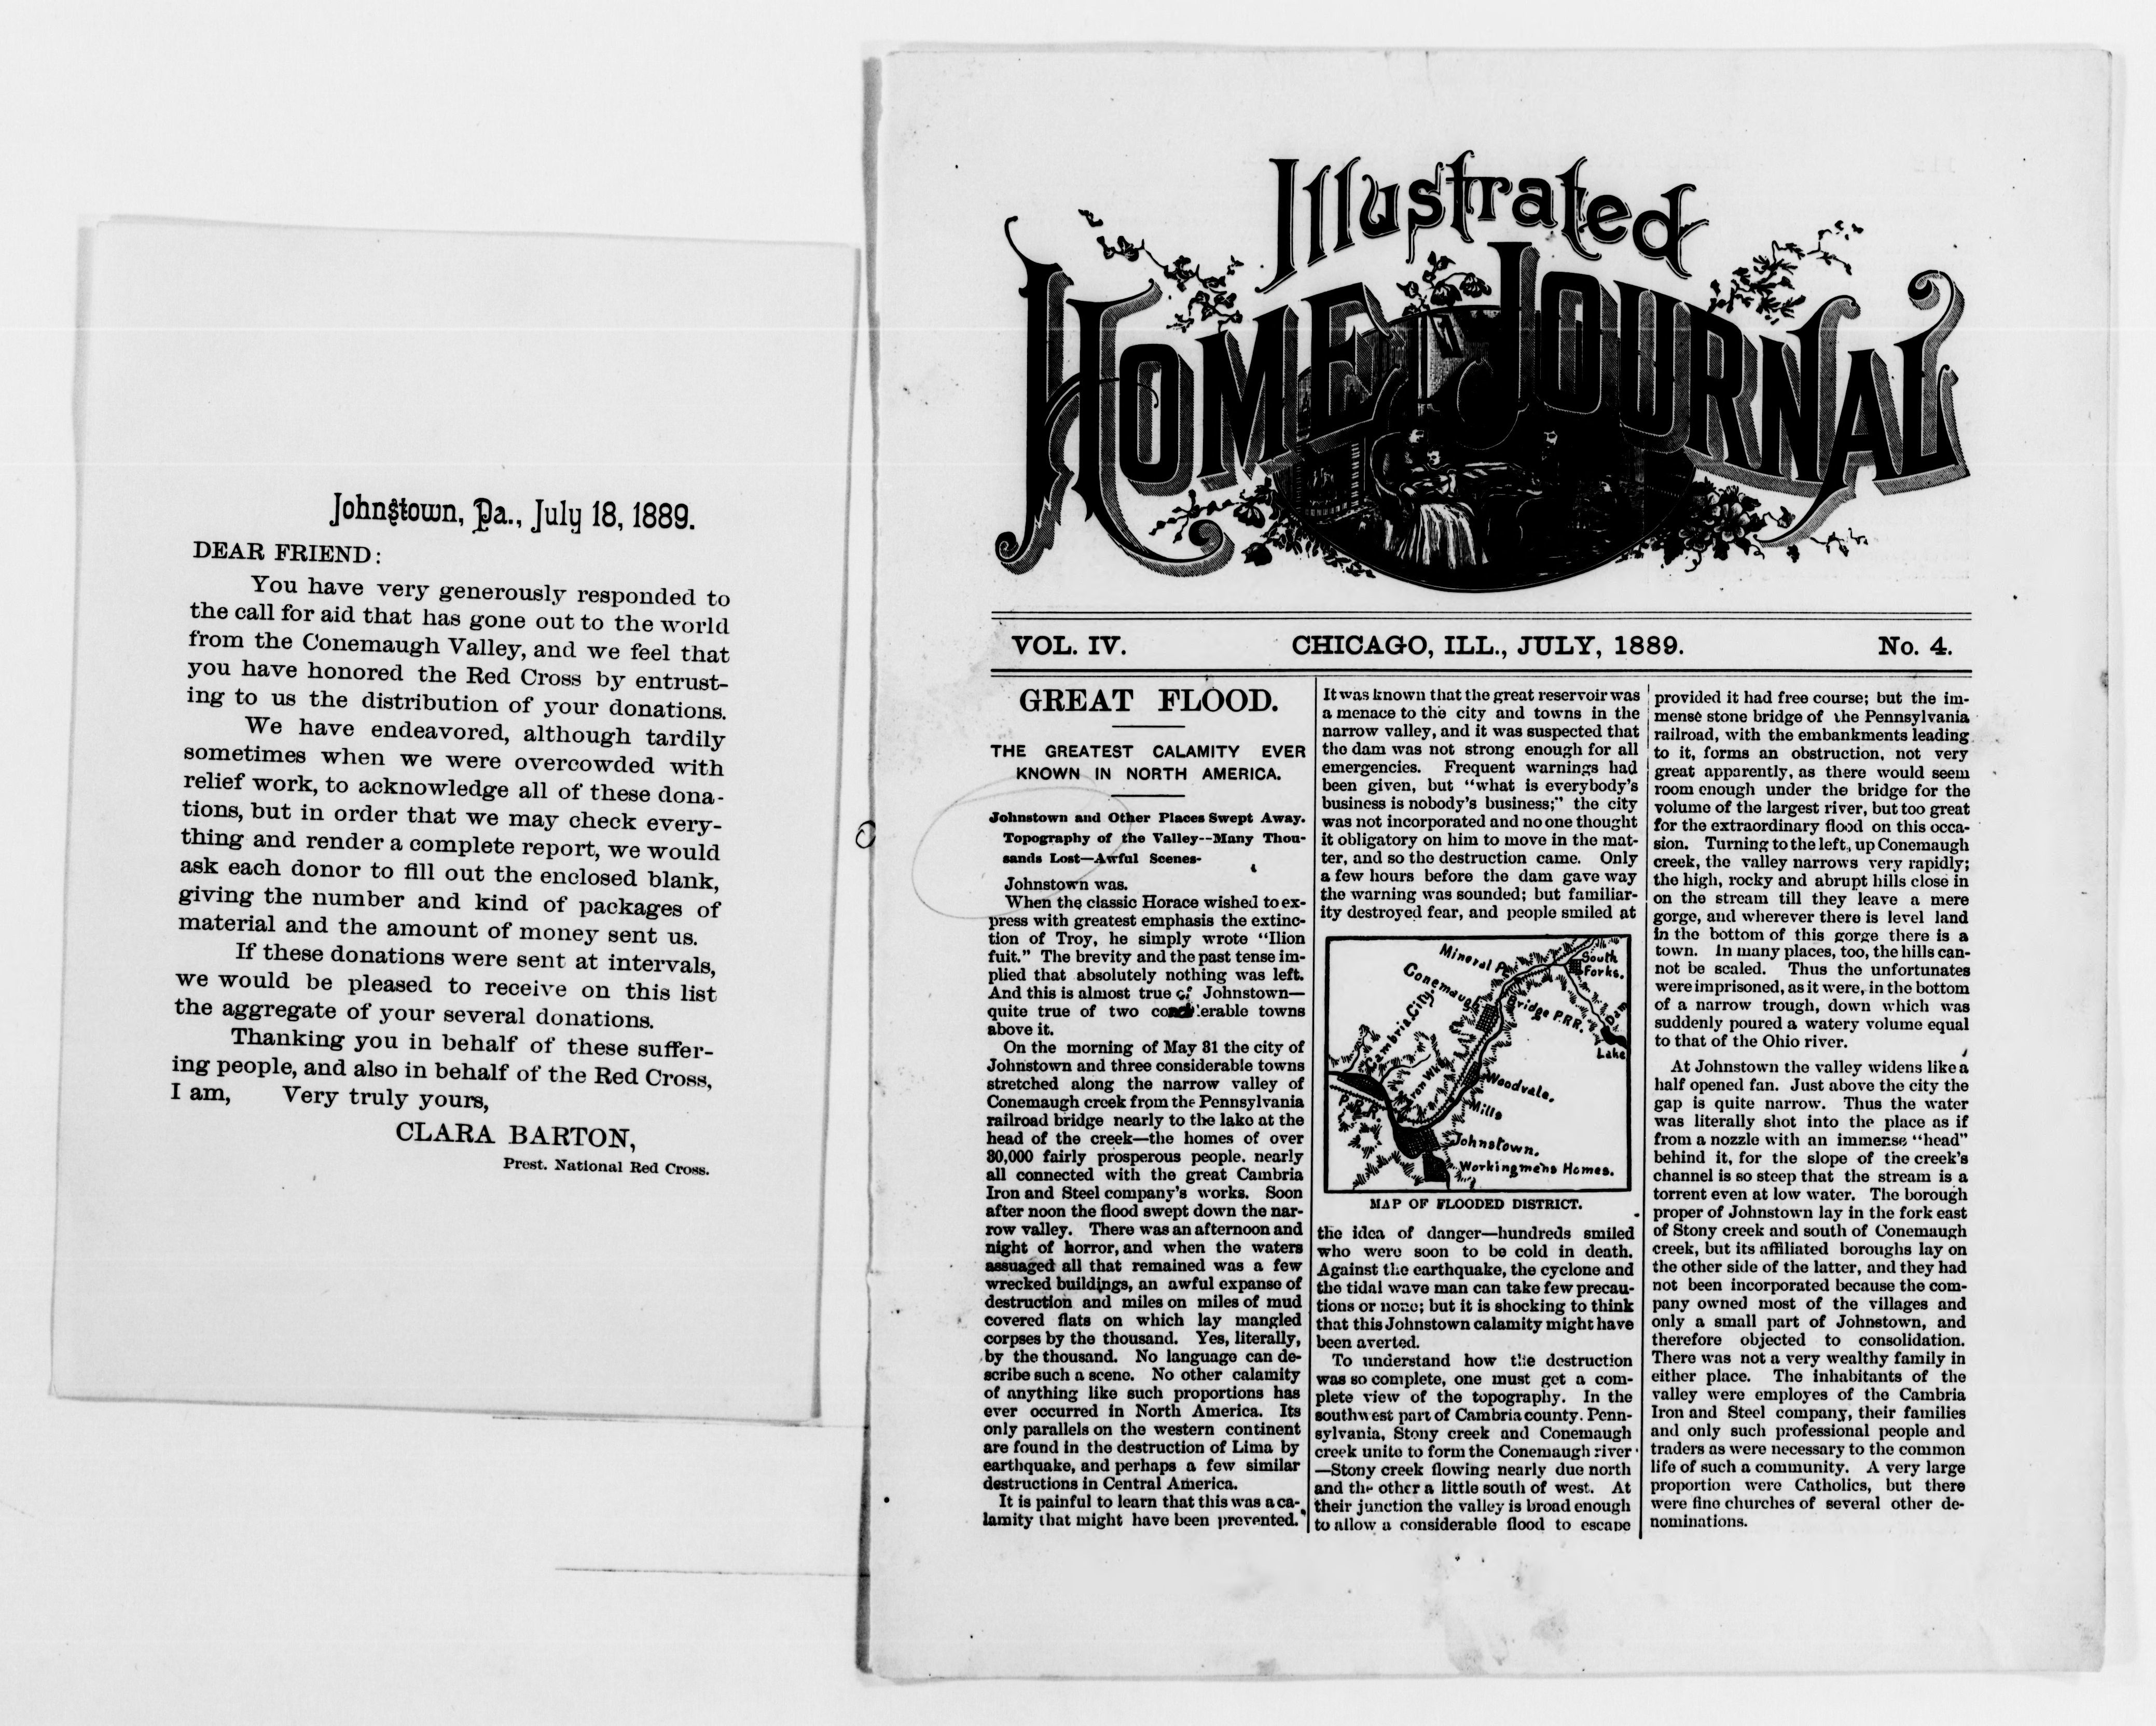 Johnstown, Pa., July 18, 1889.
DEAR FRIEND:
You have very generously responded to
the call for aid that has gone out to the world
from the Conemaugh Valley, and we feel that
you have honored the Red Cross by entrust-
ing to us the distribution of your donations.
We have endeavored, although tardily
sometimes when we were overcowded with
relief work, to acknowledge all of these dona-
tions, but in order that we may check every-
thing and render a complete report, we would
ask each donor to fill out the enclosed blank,
giving the number and kind of packages of
material and the amount of money sent us.
If these donations were sent at intervals,
we would be pleased to receive on this list
the aggregate of your several donations.
Thanking you in behalf of these suffer-
ing people, and also in behalf of the Red Cross,
I am, Very truly yours,
CLARA BARTON,
Prest. National Red Cross.
Illustrated
HOME JOURNAL
VOL. IV. CHICAGO, ILL., JULY, 1889. No. 4.
GREAT FLOOD.
THE GREATEST CALAMITY EVER
KNOWN IN NORTH AMERICA.
Johnstown and Other Places Swept Away.
Topography of the Valley--Many Thou-
sands Lost—Awful Scenes-
Johnstown was.
When the classic Horace wished to ex-
press with greatest emphasis the extinc-
tion of Troy, he simply wrote "Ilion
fuit." The brevity and the past tense im-
plied that absolutely nothing was left.
And this is almost true of Johnstown—
quite true of two considerable towns
above it.
On the morning of May 31 the city of
Johnstown and three considerable towns
stretched along the narrow valley of
Conemaugh creek from the Pennsylvania
railroad bridge nearly to the lake at the
head of the creek—the homes of over
30,000 fairly prosperous people. nearly
all connected with the great Cambria
Iron and Steel company's works. Soon
after noon the flood swept down the nar-
row valley. There was an afternoon and
night of horror, and when the waters
assuaged all that remained was a few
wrecked buildings, an awful expanse of
destruction and miles on miles of mud
covered flats on which lay mangled
corpses by the thousand. Yes, literally,
by the thousand. No language can de-
scribe such a scene. No other calamity
of anything like such proportions has
ever occurred in North America. Its
only parallels on the western continent
are found in the destruction of Lima by
earthquake, and perhaps a few similar
destructions in Central America.
It is painful to learn that this was a ca-
lamity that might have been prevented.
It was known that the great reservoir was
a menace to the city and towns in the
narrow valley, and it was suspected that
the dam was not strong enough for all
emergencies. Frequent warnings had
been given, but "what is everybody's
business is nobody's business;" the city
was not incorporated and no one thought
it obligatory on him to move in the mat-
ter, and so the destruction came. Only
a few hours before the dam gave way
the warning was sounded; but familiar-
ity destroyed fear, and people smiled at
Mineral P.
South
Forks.
Conemaugh
Bridge P.R.R.
Dam
Lake
Cambria City.
Iron Wks
Woodvale.
Mills
P.R.R.
Johnstown.
Workingmens Homes.
MAP OF FLOODED DISTRICT.
the idea of danger—hundreds smiled
who were soon to be cold in death.
Against the earthquake, the cyclone and
the tidal wave man can take few precau-
tions or none; but it is shocking to think
that this Johnstown calamity might have
been averted.
To understand how the destruction
was so complete, one must get a com-
plete view of the topography. In the
southwest part of Cambria county. Penn-
sylvania, Stony creek and Conemaugh
creek unite to form the Conemaugh river
—Stony creek flowing nearly due north
and the other a little south of west. At
their junction the valley is broad enough
to allow a considerable flood to escape
provided it had free course; but the im-
mense stone bridge of the Pennsylvania
railroad, with the embankments leading
to it, forms an obstruction, not very
great apparently, as there would seem
room enough under the bridge for the
volume of the largest river, but too great
for the extraordinary flood on this occa-
sion. Turning to the left, up Conemaugh
creek, the valley narrows very rapidly;
the high, rocky and abrupt hills close in
on the stream till they leave a mere
gorge, and wherever there is level land
in the bottom of this gorge there is a
town. In many places, too, the hills can-
not be scaled. Thus the unfortunates
were imprisoned, as it were, in the bottom
of a narrow trough, down which was
suddenly poured a watery volume equal
to that of the Ohio river.
At Johnstown the valley widens like a
half opened fan. Just above the city the
gap is quite narrow. Thus the water
was literally shot into the place as if
from a nozzle with an immense "head"
behind it, for the slope of the creek's
channel is so steep that the stream is a
torrent even at low water. The borough
proper of Johnstown lay in the fork east
of Stony creek and south of Conemaugh
creek, but its affiliated boroughs lay on
the other side of the latter, and they had
not been incorporated because the com-
pany owned most of the villages and
only a small part of Johnstown, and
therefore objected to consolidation.
There was not a very wealthy family in
either place. The inhabitants of the
valley were employes of the Cambria
Iron and Steel company, their families
and only such professional people and
traders as were necessary to the common
life of such a community. A very large
proportion were Catholics, but there
were fine churches of several other de-
nominations.